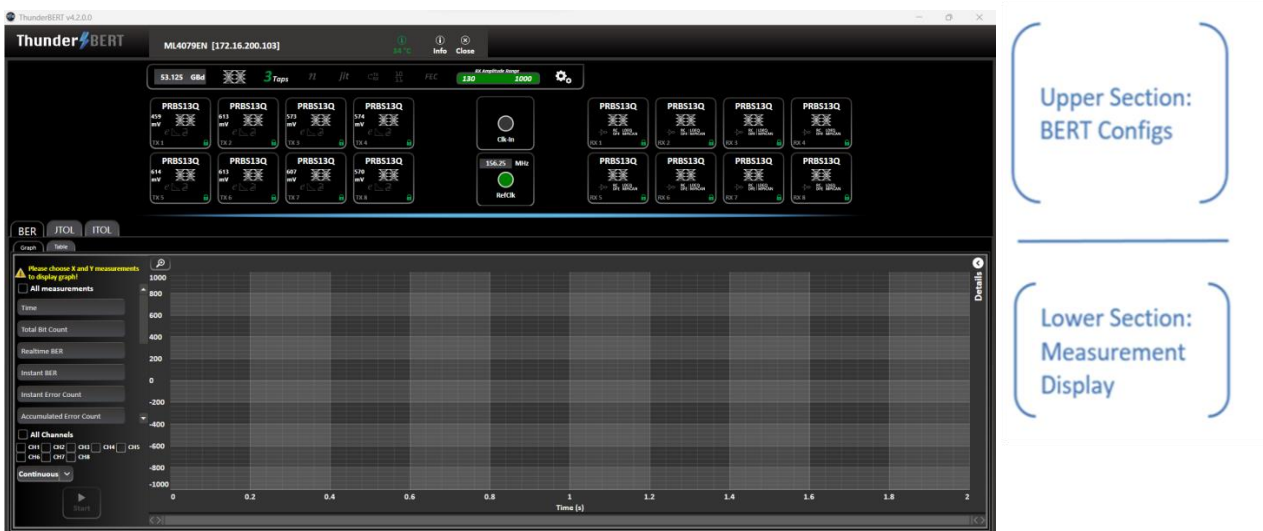 ThunderBERT v4.2.0.0
Thunder BERT
ML4079EN [172.16.200.103]
Info
Close
53.125 GBd
3 Taps
FEC
RX Amplitude Range
130 1000
PRBS13Q PRBS13Q PRBS13Q PRBS13Q
459 mV 613 mV 573 mV 574 mV
TX 1 TX 2 TX 3 TX 4
Clk-In
PRBS13Q PRBS13Q PRBS13Q PRBS13Q
RX 1 RX 2 RX 3 RX 4
PRBS13Q PRBS13Q PRBS13Q PRBS13Q
614 mV 613 mV 607 mV 570 mV
TX 5 TX 6 TX 7 TX 8
156.25 MHz
RefClk
PRBS13Q PRBS13Q PRBS13Q PRBS13Q
RX 5 RX 6 RX 7 RX 8
BER JTOL ITOL
Graph Table
Please choose X and Y measurements
to display graph!
All measurements
Time
Total Bit Count
Realtime BER
Instant BER
Instant Error Count
Accumulated Error Count
All Channels
CH1 CH2 CH3 CH4 CH5
CH6 CH7 CH8
Continuous
Start
1000
800
600
400
200
0
-200
-400
-600
-800
-1000
0 0.2 0.4 0.6 0.8 1 1.2 1.4 1.6 1.8 2
Time [s]
Details
Upper Section:
BERT Configs
Lower Section:
Measurement
Display